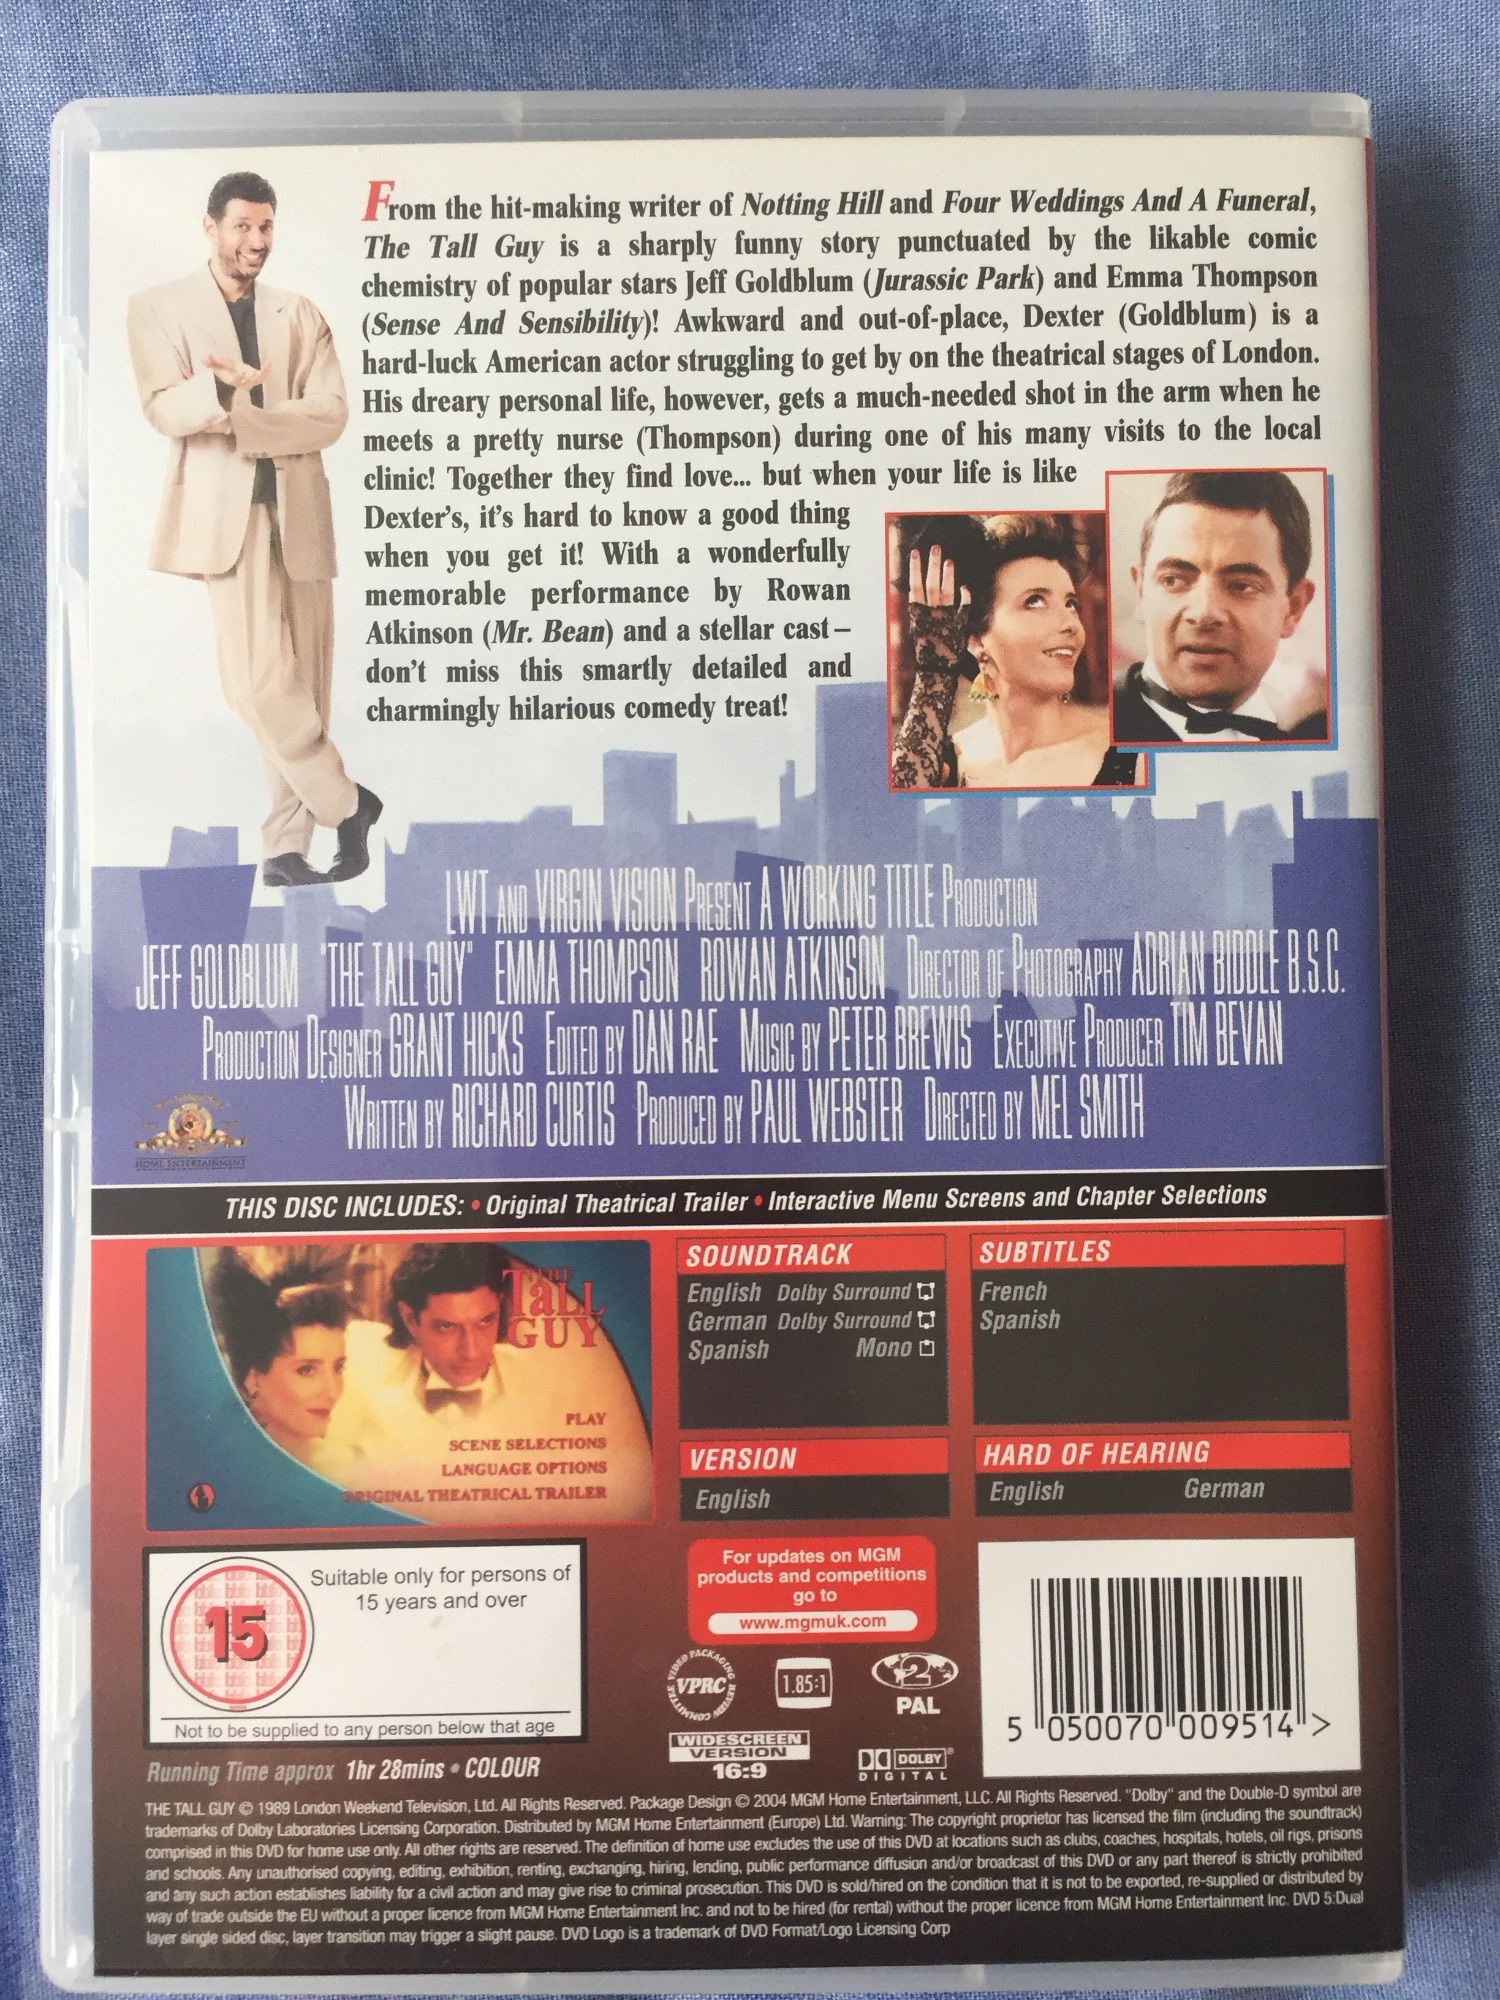 From the hit-making writer of Notting Hill and Four Weddings And A Funeral,
The Tall Guy is a sharply funny story punctuated by the likable comic
chemistry of popular stars Jeff Goldblum (Jurassic Park) and Emma Thompson
(Sense And Sensibility)! Awkward and out-of-place, Dexter (Goldblum) is a
hard-luck American actor struggling to get by on the theatrical stages of London.
His dreary personal life, however, gets a much-needed shot in the arm when he
meets a pretty nurse (Thompson) during one of his many visits to the local
clinic! Together they find love... but when your life is like
Dexter's, it's hard to know a good thing
when you get it! With a wonderfully
memorable performance by Rowan
Atkinson (Mr. Bean) and a stellar cast–
don't miss this smartly detailed and
charmingly hilarious comedy treat!
LWT AND VIRGIN VISION PRESENT A WORKING TITLE PRODUCTION
JEFF GOLDBLUM "THE TALL GUY" EMMA THOMPSON ROWAN ATKINSON DIRECTOR OF PHOTOGRAPHY ADRIAN BIDDLE B.S.C.
PRODUCTION DESIGNER GRANT HICKS EDITED BY DAN RAE MUSIC BY PETER BREWIS EXECUTIVE PRODUCER TIM BEVAN
WRITTEN BY RICHARD CURTIS PRODUCED BY PAUL WEBSTER DIRECTED BY MEL SMITH
HOME ENTERTAINMENT
THIS DISC INCLUDES: • Original Theatrical Trailer • Interactive Menu Screens and Chapter Selections
THE
TaLL
GUY
PLAY
SCENE SELECTIONS
LANGUAGE OPTIONS
ORIGINAL THEATRICAL TRAILER
SOUNDTRACK
English Dolby Surround
German Dolby Surround
Spanish Mono
SUBTITLES
French
Spanish
VERSION
English
HARD OF HEARING
English German
15
Suitable only for persons of
15 years and over
Not to be supplied to any person below that age
Running Time approx 1hr 28mins • COLOUR
For updates on MGM
products and competitions
go to
www.mgmuk.com
VIDEO PACKAGING REVIEW COMMITTEE
VPRC
1.85:1
2
PAL
WIDESCREEN
VERSION
16:9
DOLBY
DIGITAL
5 050070 009514 >
THE TALL GUY © 1989 London Weekend Television, Ltd. All Rights Reserved. Package Design © 2004 MGM Home Entertainment, LLC. All Rights Reserved. "Dolby" and the Double-D symbol are
trademarks of Dolby Laboratories Licensing Corporation. Distributed by MGM Home Entertainment (Europe) Ltd. Warning: The copyright proprietor has licensed the film (including the soundtrack)
comprised in this DVD for home use only. All other rights are reserved. The definition of home use excludes the use of this DVD at locations such as clubs, coaches, hospitals, hotels, oil rigs, prisons
and schools. Any unauthorised copying, editing, exhibition, renting, exchanging, hiring, lending, public performance diffusion and/or broadcast of this DVD or any part thereof is strictly prohibited
and any such action establishes liability for a civil action and may give rise to criminal prosecution. This DVD is sold/hired on the condition that it is not to be exported, re-supplied or distributed by
way of trade outside the EU without a proper licence from MGM Home Entertainment Inc. and not to be hired (for rental) without the proper licence from MGM Home Entertainment Inc. DVD 5:Dual
layer single sided disc, layer transition may trigger a slight pause. DVD Logo is a trademark of DVD Format/Logo Licensing Corp